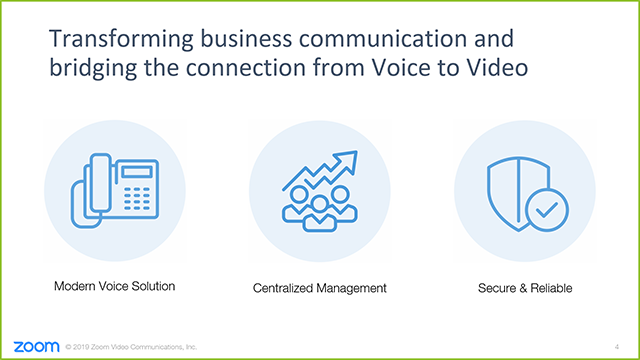 Transforming business communication and
bridging the connection from Voice to Video
Modern Voice Solution
Centralized Management
Secure & Reliable
zoom © 2019 Zoom Video Communications, Inc. 4